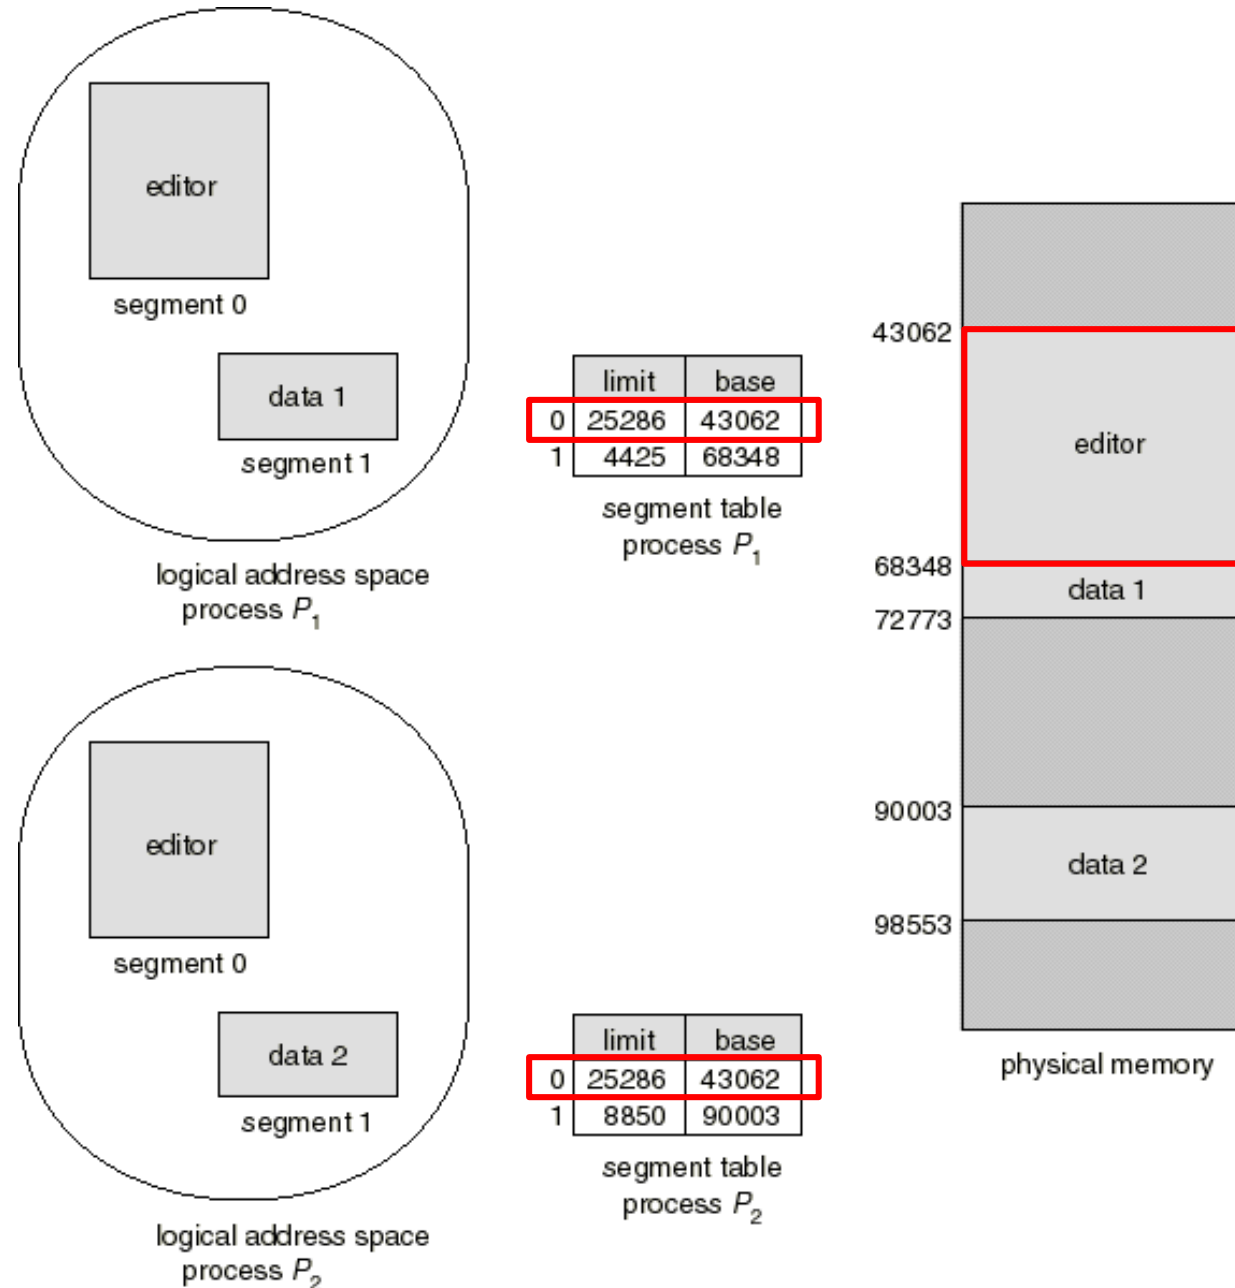 editor
segment 0
data 1
segment 1
logical address space
process P1
limit base
0 25286 43062
1 4425 68348
segment table
process P1
editor
segment 0
data 2
segment 1
logical address space
process P2
limit base
0 25286 43062
1 8850 90003
segment table
process P2
43062
editor
68348
data 1
72773
90003
data 2
98553
physical memory